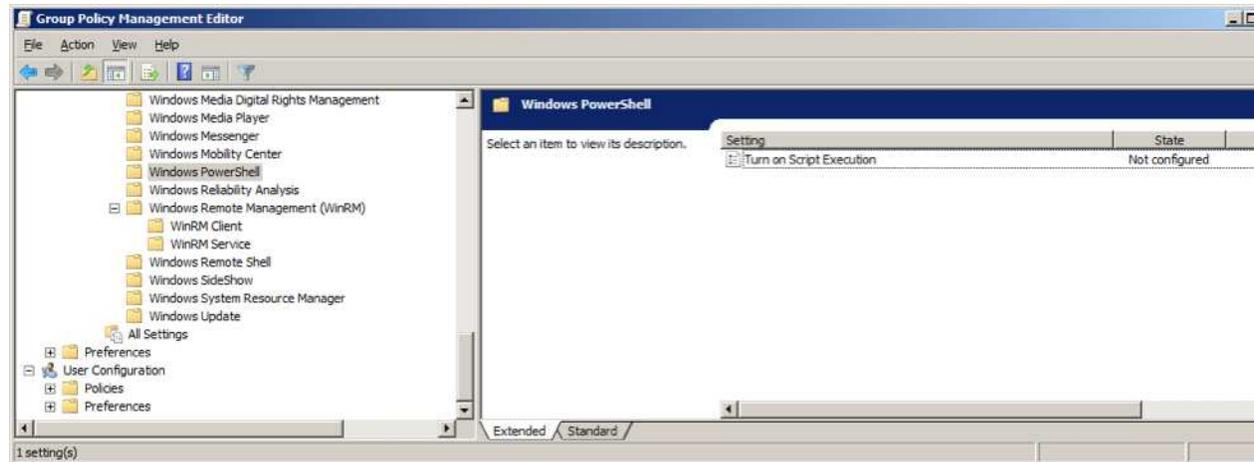 Group Policy Management Editor
File Action View Help
Windows Media Digital Rights Management
Windows Media Player
Windows Messenger
Windows Mobility Center
Windows PowerShell
Windows Reliability Analysis
Windows Remote Management (WinRM)
WinRM Client
WinRM Service
Windows Remote Shell
Windows SideShow
Windows System Resource Manager
Windows Update
All Settings
Preferences
User Configuration
Policies
Preferences
Windows PowerShell
Select an item to view its description.
Setting State
Turn on Script Execution Not configured
Extended Standard
1 setting(s)